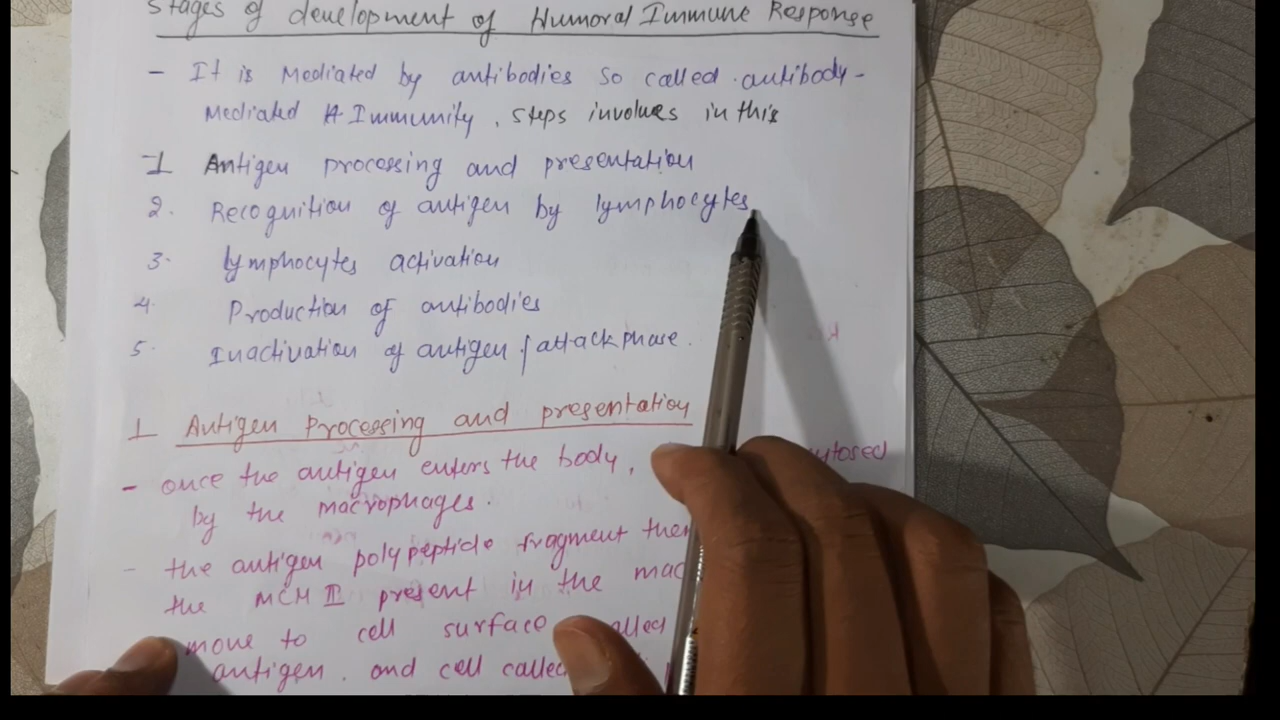 Stages of development of Humoral Immune Response
- It is Mediated by antibodies so called antibody-
Mediated Immunity, steps involves in this
1 Antigen processing and presentation
2. Recognition of antigen by lymphocytes
3. lymphocytes activation
4. Production of antibodies
5. Inactivation of antigen / attack phase.
1 Antigen Processing and presentation
- once the antigen enters the body,
by the macrophages.
- the antigen polypeptide fragment then
the MCH II present in the mac
move to cell surface
antigen. and cell called